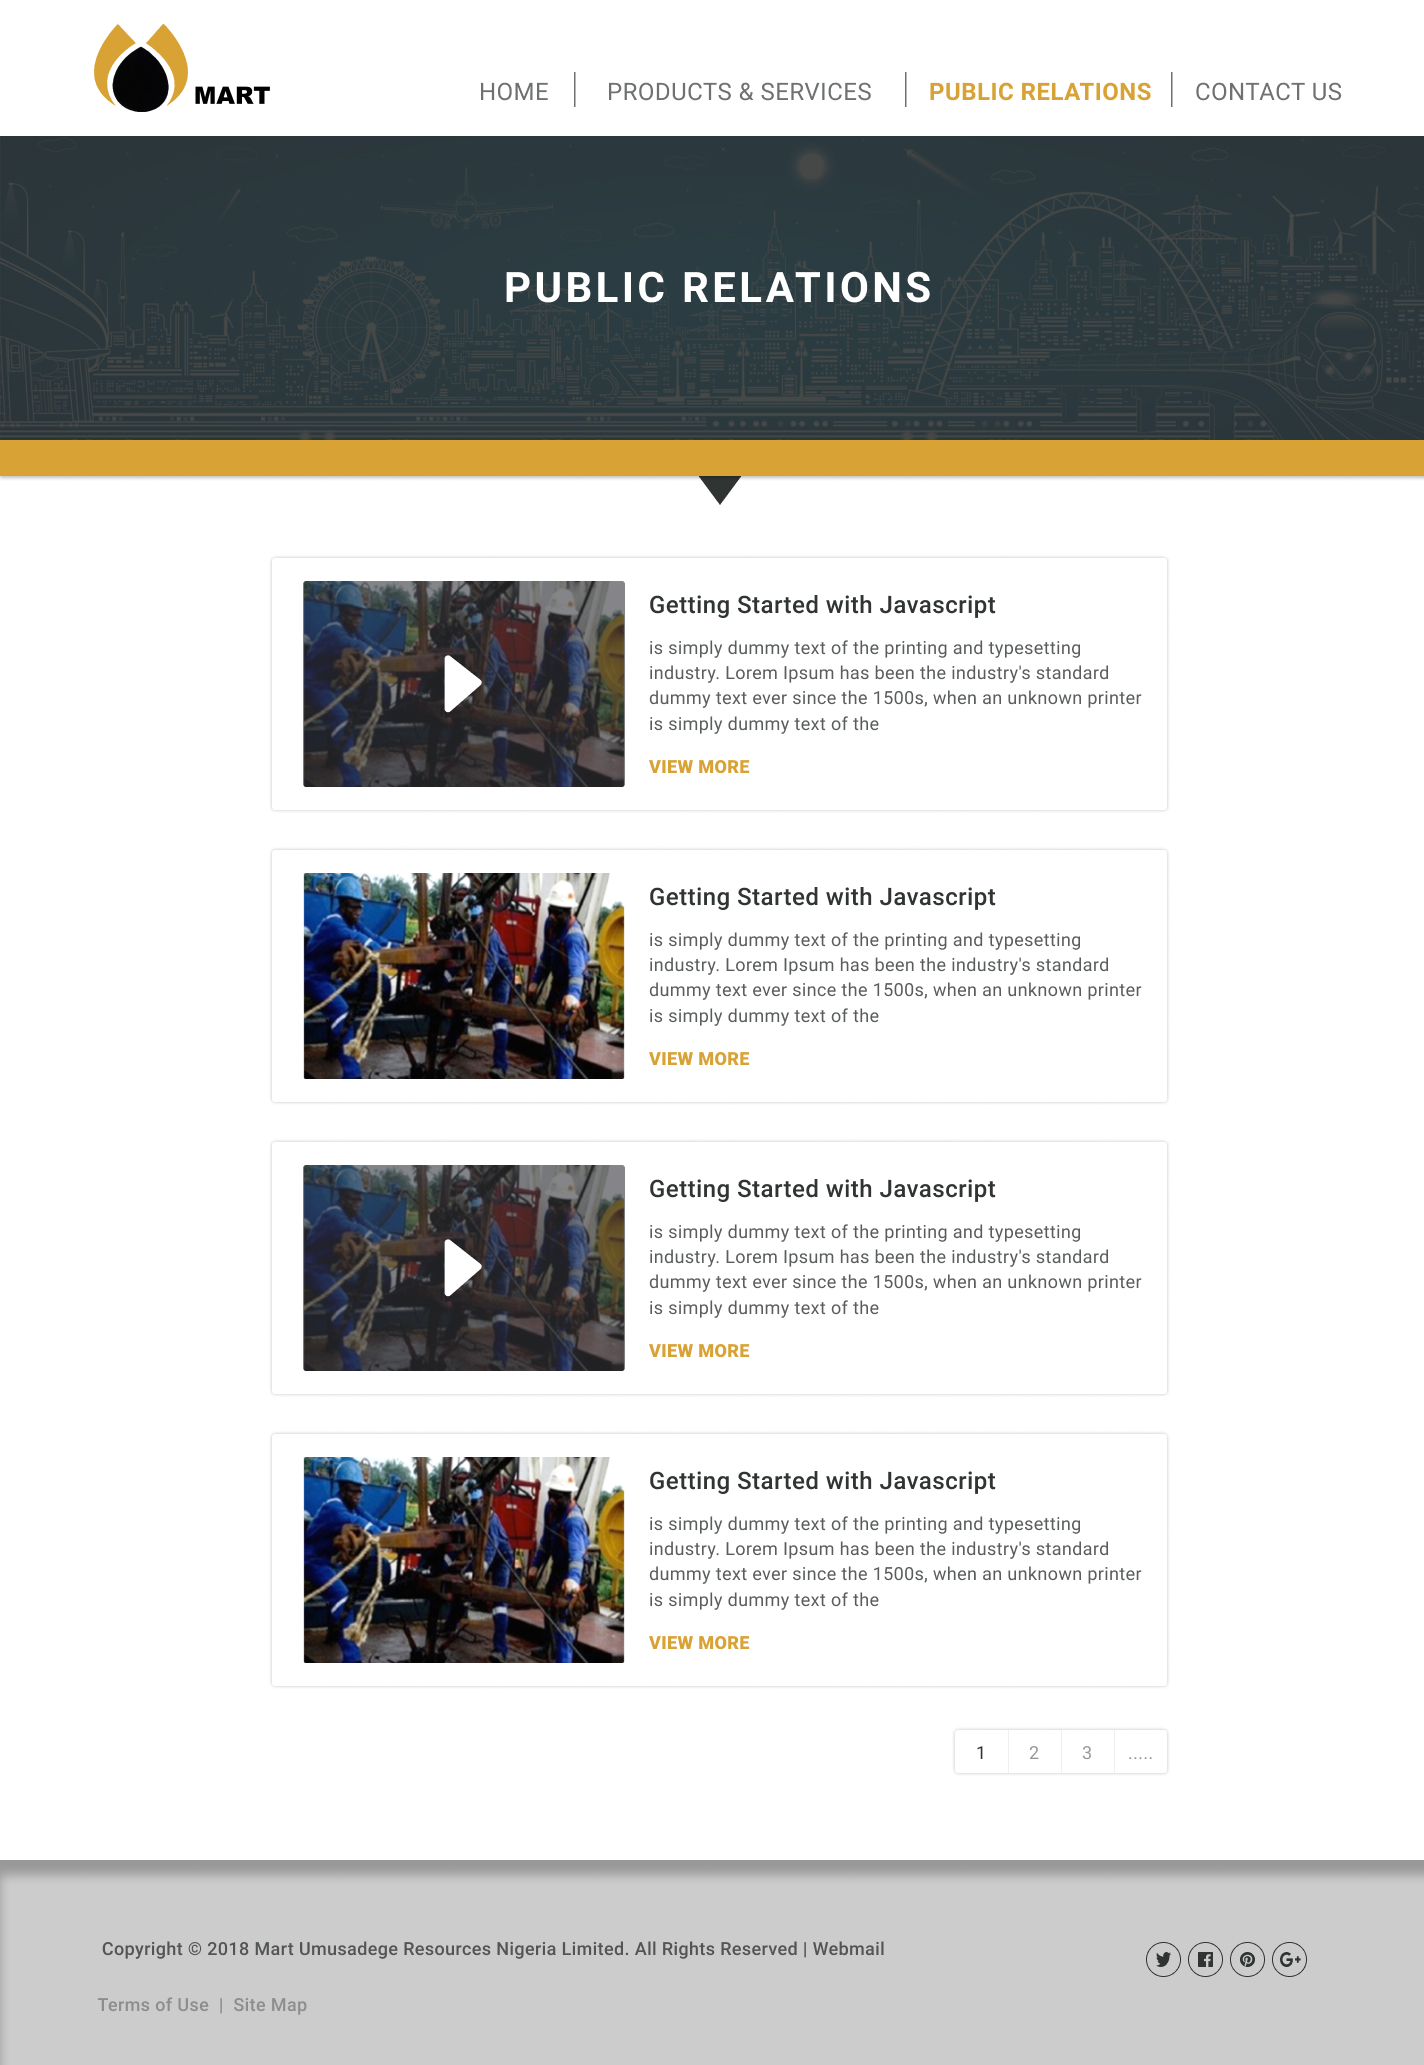 MART
HOME
PRODUCTS & SERVICES
PUBLIC RELATIONS
CONTACT US
PUBLIC RELATIONS
Getting Started with Javascript
is simply dummy text of the printing and typesetting
industry. Lorem Ipsum has been the industry's standard
dummy text ever since the 1500s, when an unknown printer
is simply dummy text of the
VIEW MORE
Getting Started with Javascript
is simply dummy text of the printing and typesetting
industry. Lorem Ipsum has been the industry's standard
dummy text ever since the 1500s, when an unknown printer
is simply dummy text of the
VIEW MORE
Getting Started with Javascript
is simply dummy text of the printing and typesetting
industry. Lorem Ipsum has been the industry's standard
dummy text ever since the 1500s, when an unknown printer
is simply dummy text of the
VIEW MORE
Getting Started with Javascript
is simply dummy text of the printing and typesetting
industry. Lorem Ipsum has been the industry's standard
dummy text ever since the 1500s, when an unknown printer
is simply dummy text of the
VIEW MORE
1 2 3 .....
Copyright © 2018 Mart Umusadege Resources Nigeria Limited. All Rights Reserved | Webmail
Terms of Use | Site Map